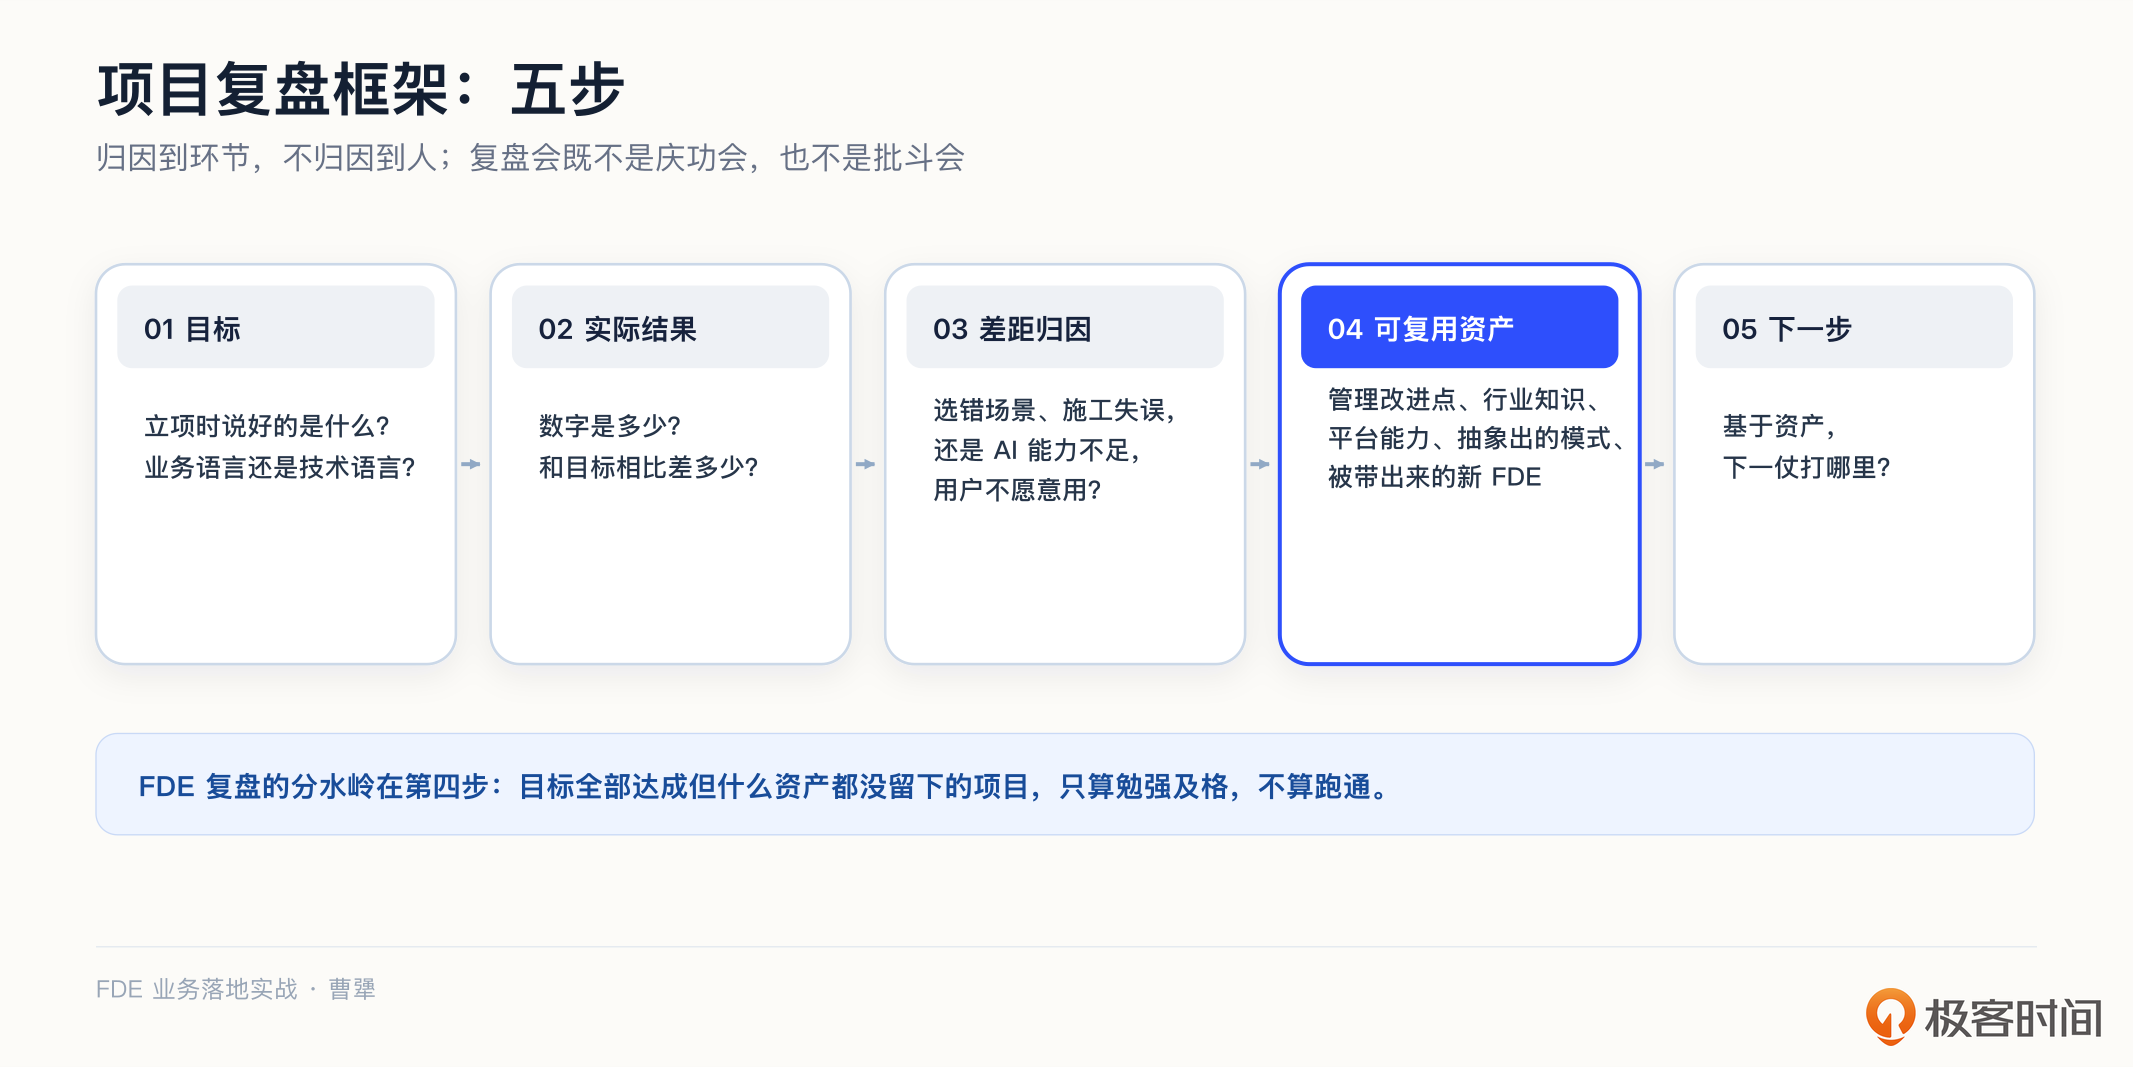 项目复盘框架：五步
归因到环节，不归因到人；复盘会既不是庆功会，也不是批斗会
01 目标
立项时说好的是什么？
业务语言还是技术语言？
02 实际结果
数字是多少？
和目标相比差多少？
03 差距归因
选错场景、施工失误，
还是 AI 能力不足，
用户不愿意用？
04 可复用资产
管理改进点、行业知识、
平台能力、抽象出的模式、
被带出来的新 FDE
05 下一步
基于资产，
下一仗打哪里？
FDE 复盘的分水岭在第四步：目标全部达成但什么资产都没留下的项目，只算勉强及格，不算跑通。
FDE 业务落地实战 · 曹犟
极客时间